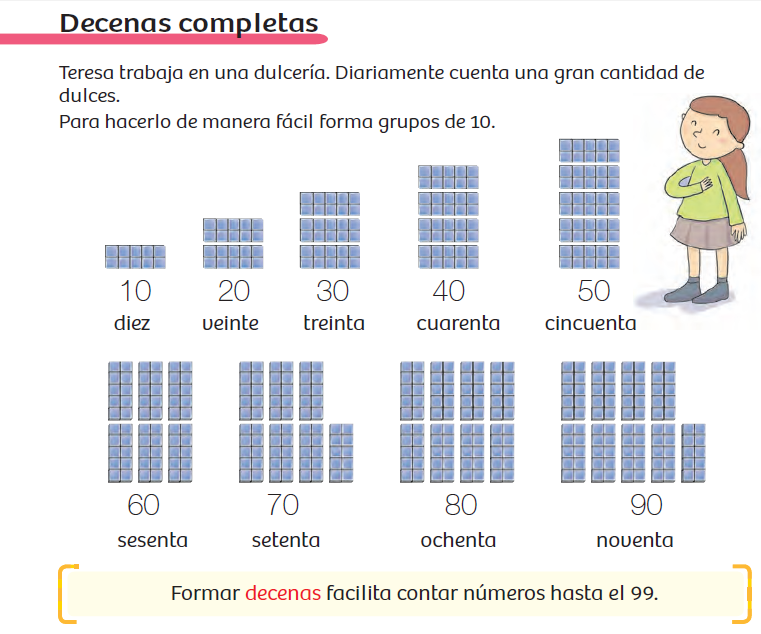 Decenas completas
Teresa trabaja en una dulcería. Diariamente cuenta una gran cantidad de
dulces.
Para hacerlo de manera fácil forma grupos de 10.
10 20 30 40 50
diez veinte treinta cuarenta cincuenta
60 70 80 90
sesenta setenta ochenta noventa
Formar decenas facilita contar números hasta el 99.